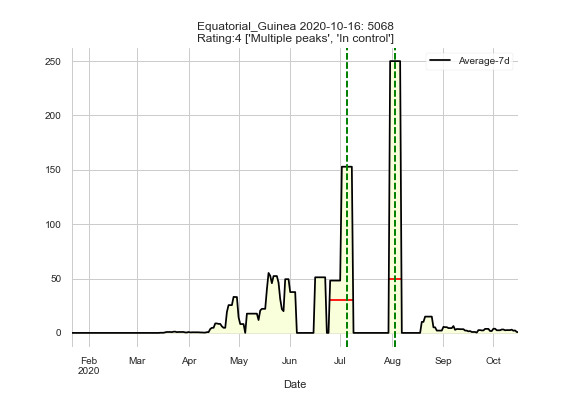 Equatorial_Guinea 2020-10-16: 5068
Rating:4 ['Multiple peaks', 'In control']
Average-7d
250
200
150
100
50
0
Feb Mar Apr May Jun Jul Aug Sep Oct
2020
Date